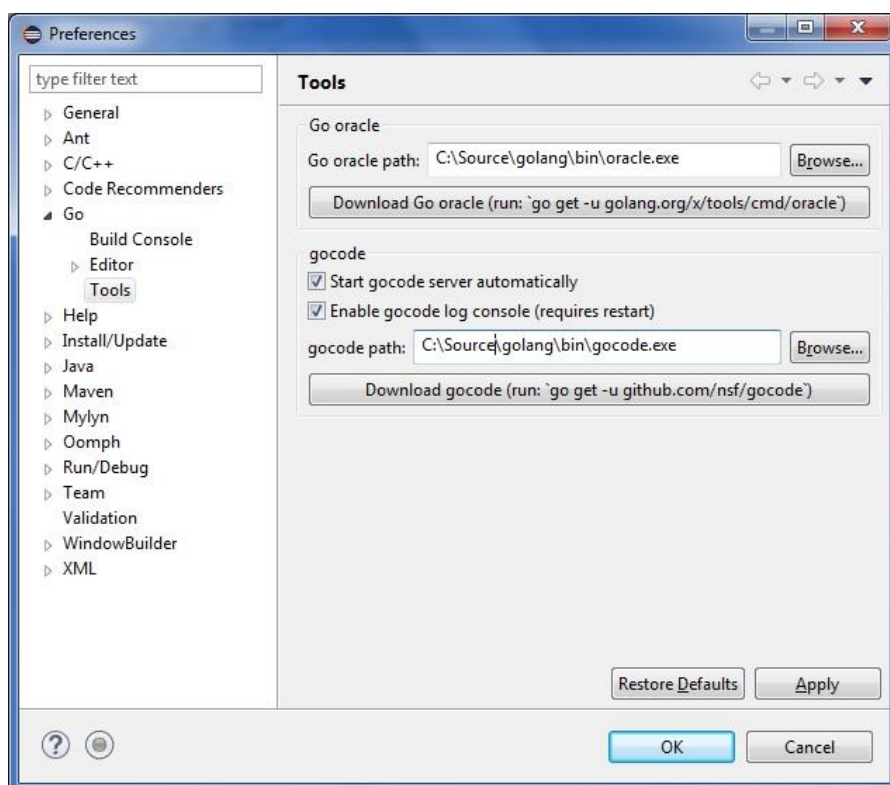 Preferences
type filter text
General
Ant
C/C++
Code Recommenders
Go
Build Console
Editor
Tools
Help
Install/Update
Java
Maven
Mylyn
Oomph
Run/Debug
Team
Validation
WindowBuilder
XML
Tools
Go oracle
Go oracle path: C:\Source\golang\bin\oracle.exe Browse...
Download Go oracle (run: `go get -u golang.org/x/tools/cmd/oracle`)
gocode
Start gocode server automatically
Enable gocode log console (requires restart)
gocode path: C:\Source\golang\bin\gocode.exe Browse...
Download gocode (run: `go get -u github.com/nsf/gocode`)
Restore Defaults Apply
? OK Cancel